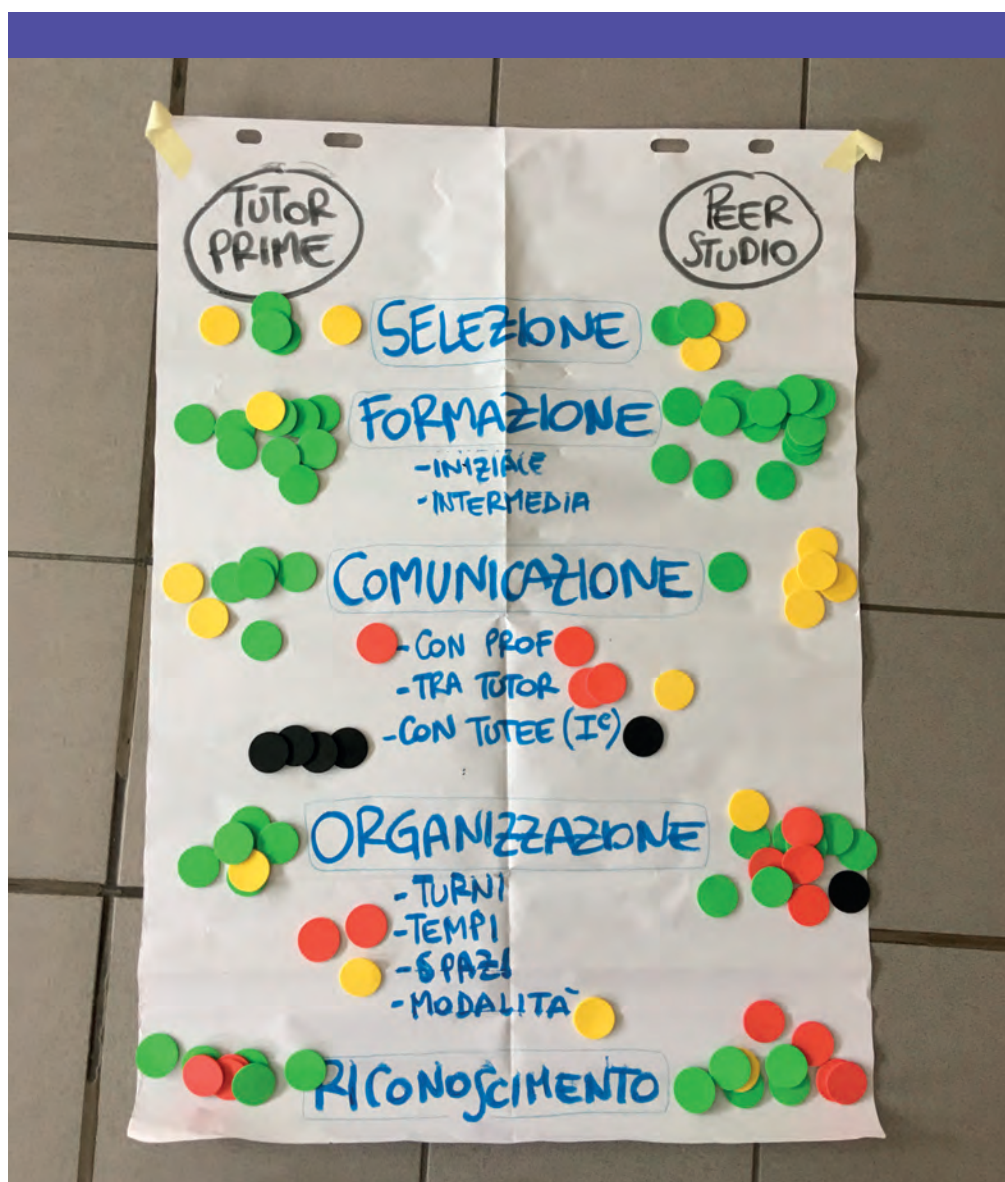 TUTOR
PRIME
PEER
STUDIO
SELEZIONE
FORMAZIONE
-INIZIALE
-INTERMEDIA
COMUNICAZIONE
-CON PROF
-TRA TUTOR
-CON TUTEE (Iᵉ)
ORGANIZZAZIONE
-TURNI
-TEMPI
-SPAZI
-MODALITÀ
RICONOSCIMENTO